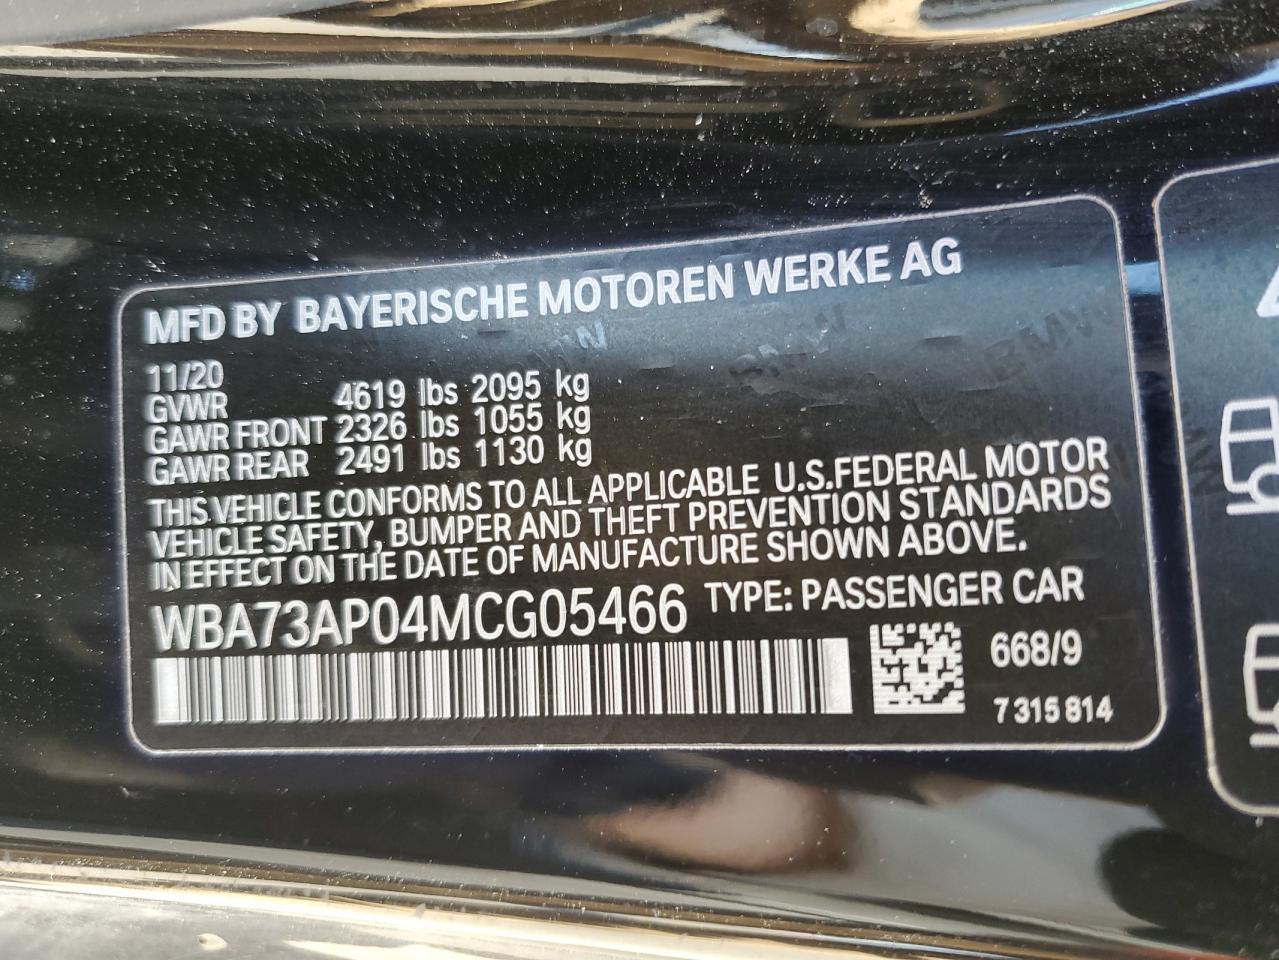 MFD BY BAYERISCHE MOTOREN WERKE AG
11/20
GVWR 4619 lbs 2095 kg
GAWR FRONT 2326 lbs 1055 kg
GAWR REAR 2491 lbs 1130 kg
THIS VEHICLE CONFORMS TO ALL APPLICABLE U.S.FEDERAL MOTOR
VEHICLE SAFETY, BUMPER AND THEFT PREVENTION STANDARDS
IN EFFECT ON THE DATE OF MANUFACTURE SHOWN ABOVE.
WBA73AP04MCG05466 TYPE: PASSENGER CAR
668/9
7 315 814
BMW
BMW